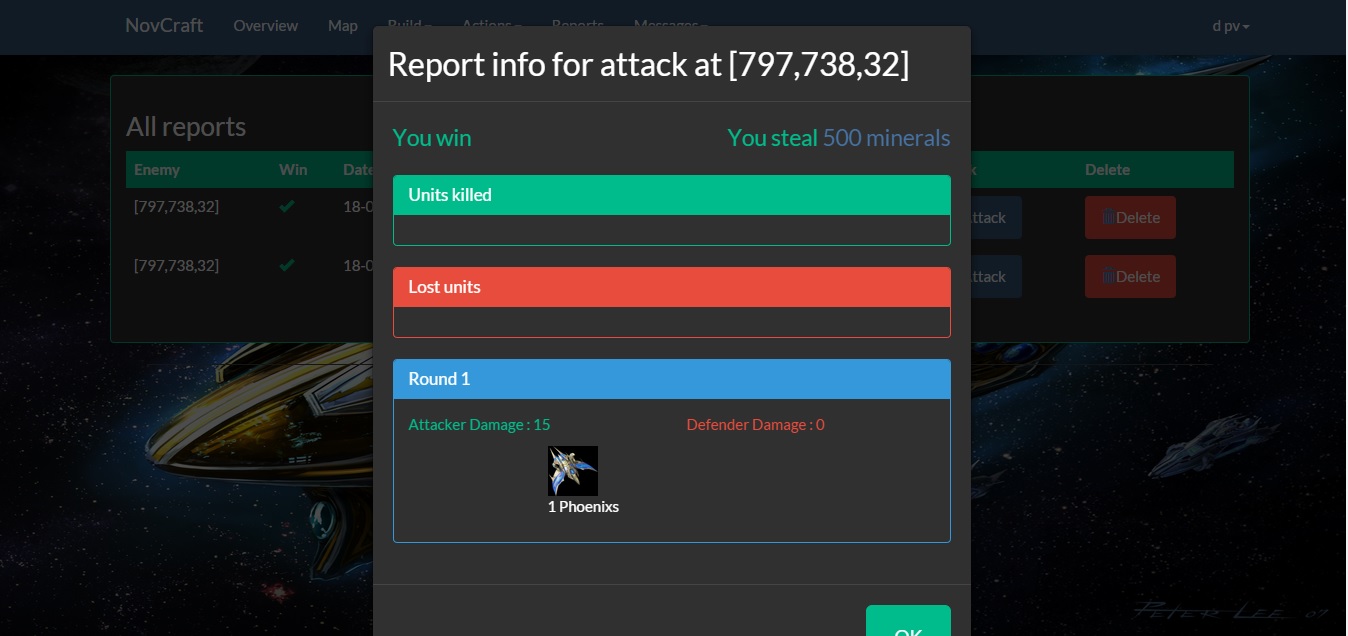 NovCraft Overview Map Build Actions Reports Messages d pv
Report info for attack at [797,738,32]
All reports
You win You steal 500 minerals
Enemy Win Date Delete
Units killed
[797,738,32] 18-0 ttack Delete
[797,738,32] 18-0 ttack Delete
Lost units
Round 1
Attacker Damage : 15 Defender Damage : 0
1 Phoenixs
OK
PETER LEE